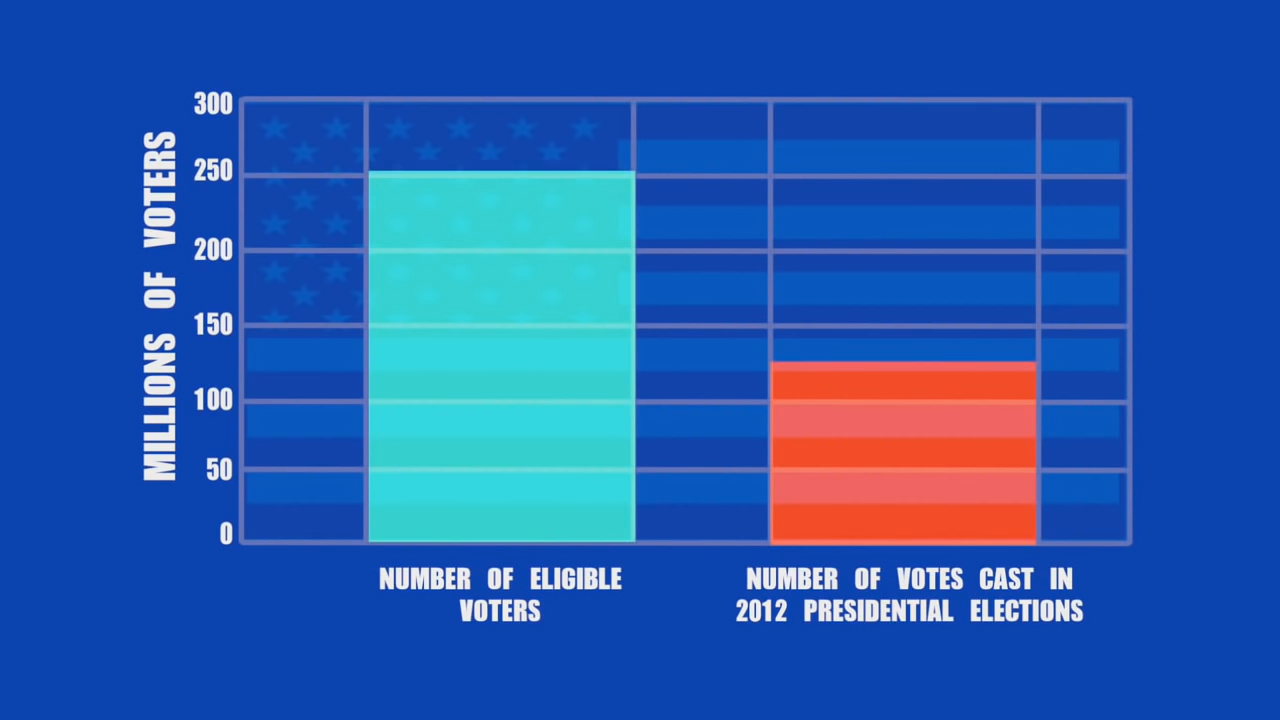 MILLIONS OF VOTERS
300
250
200
150
100
50
0
NUMBER OF ELIGIBLE
VOTERS
NUMBER OF VOTES CAST IN
2012 PRESIDENTIAL ELECTIONS